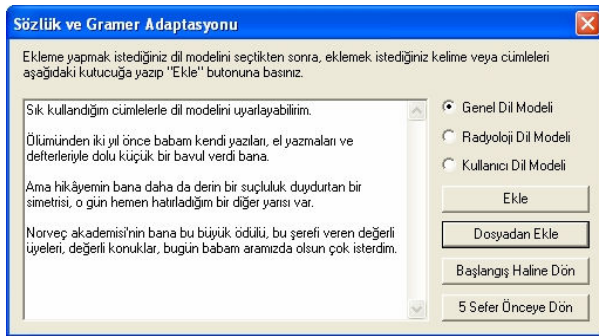 Sözlük ve Gramer Adaptasyonu
Ekleme yapmak istediğiniz dil modelini seçtikten sonra, eklemek istediğiniz kelime veya cümleleri
aşağıdaki kutucuğa yazıp "Ekle" butonuna basınız.
Sık kullandığım cümlelerle dil modelini uyarlayabilirim.
Ölümünden iki yıl önce babam kendi yazıları, el yazmaları ve
defterleriyle dolu küçük bir bavul verdi bana.
Ama hikâyemin bana daha da derin bir suçluluk duydurtan bir
simetrisi, o gün hemen hatırladığım bir diğer yarısı var.
Norveç akademisi'nin bana bu büyük ödülü, bu şerefi veren değerli
üyeleri, değerli konuklar, bugün babam aramızda olsun çok isterdim.
Genel Dil Modeli
Radyoloji Dil Modeli
Kullanıcı Dil Modeli
Ekle
Dosyadan Ekle
Başlangış Haline Dön
5 Sefer Önceye Dön